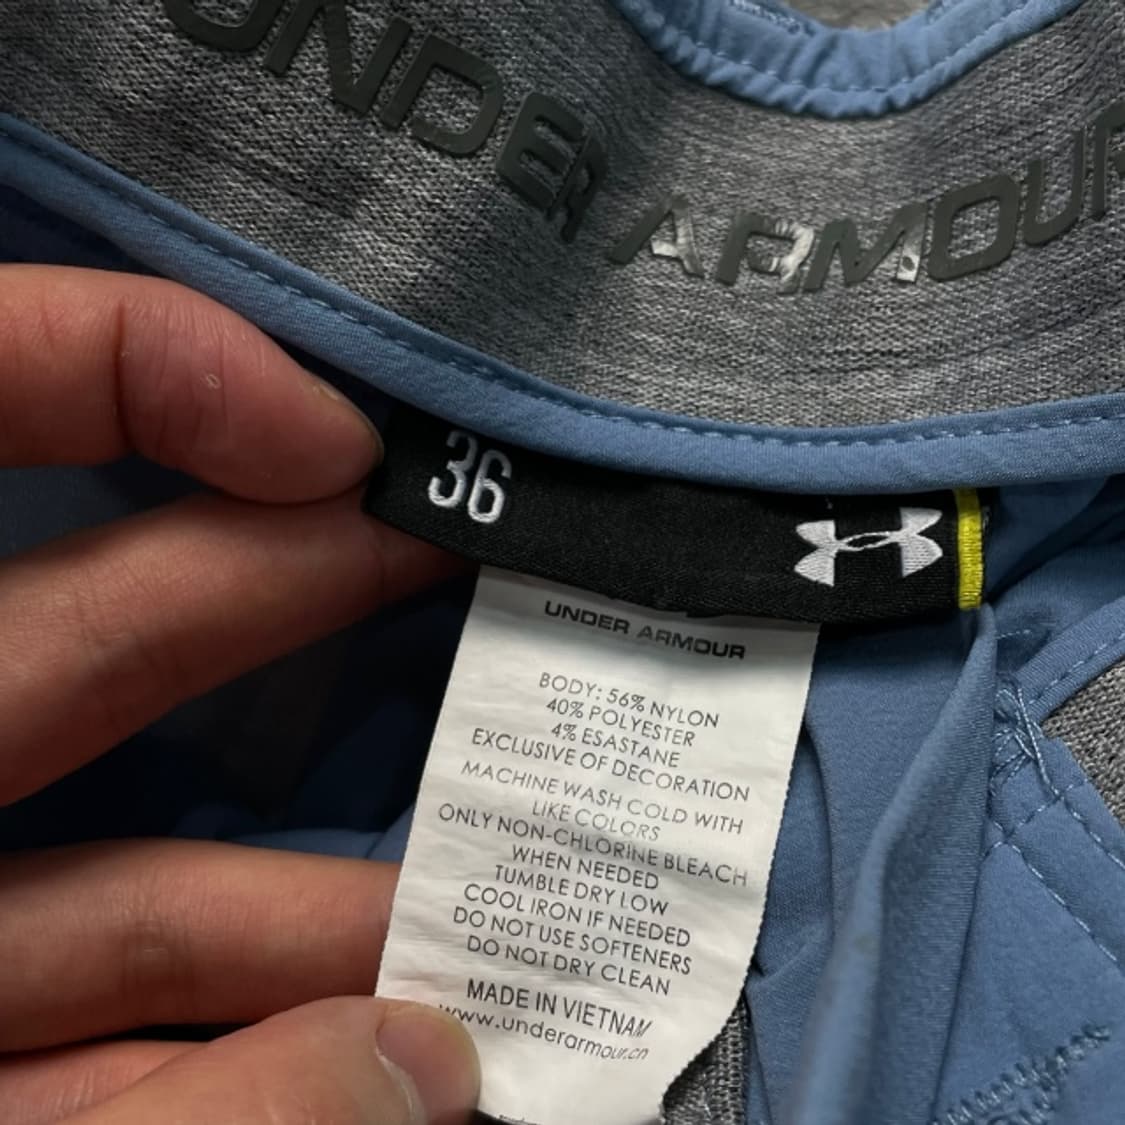 UNDER ARMOUR
36
UNDER ARMOUR
BODY: 56% NYLON
40% POLYESTER
4% ESASTANE
EXCLUSIVE OF DECORATION
MACHINE WASH COLD WITH
LIKE COLORS
ONLY NON-CHLORINE BLEACH
WHEN NEEDED
TUMBLE DRY LOW
COOL IRON IF NEEDED
DO NOT USE SOFTENERS
DO NOT DRY CLEAN
MADE IN VIETNAM
www.underarmour.cn